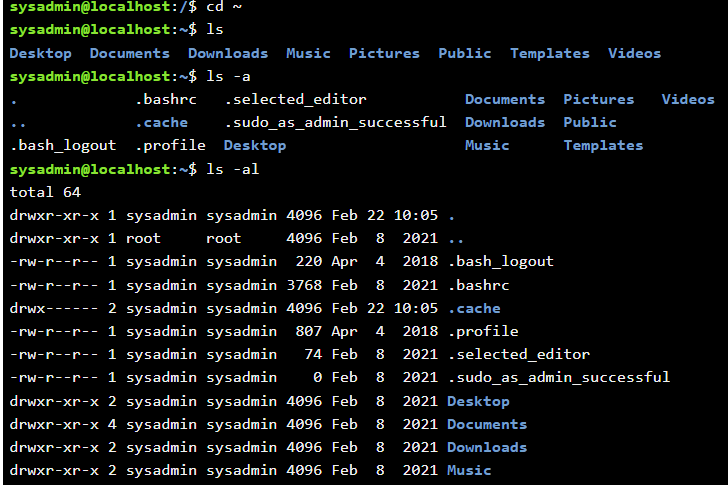 sysadmin@localhost:/$ cd ~
sysadmin@localhost:~$ ls
Desktop  Documents  Downloads  Music  Pictures  Public  Templates  Videos
sysadmin@localhost:~$ ls -a
.             .bashrc   .selected_editor            Documents  Pictures   Videos
..            .cache    .sudo_as_admin_successful  Downloads  Public
.bash_logout  .profile  Desktop                     Music      Templates
sysadmin@localhost:~$ ls -al
total 64
drwxr-xr-x 1 sysadmin sysadmin 4096 Feb 22 10:05 .
drwxr-xr-x 1 root     root     4096 Feb  8  2021 ..
-rw-r--r-- 1 sysadmin sysadmin  220 Apr  4  2018 .bash_logout
-rw-r--r-- 1 sysadmin sysadmin 3768 Feb  8  2021 .bashrc
drwx------ 2 sysadmin sysadmin 4096 Feb 22 10:05 .cache
-rw-r--r-- 1 sysadmin sysadmin  807 Apr  4  2018 .profile
-rw-r--r-- 1 sysadmin sysadmin   74 Feb  8  2021 .selected_editor
-rw-r--r-- 1 sysadmin sysadmin    0 Feb  8  2021 .sudo_as_admin_successful
drwxr-xr-x 2 sysadmin sysadmin 4096 Feb  8  2021 Desktop
drwxr-xr-x 4 sysadmin sysadmin 4096 Feb  8  2021 Documents
drwxr-xr-x 2 sysadmin sysadmin 4096 Feb  8  2021 Downloads
drwxr-xr-x 2 sysadmin sysadmin 4096 Feb  8  2021 Music